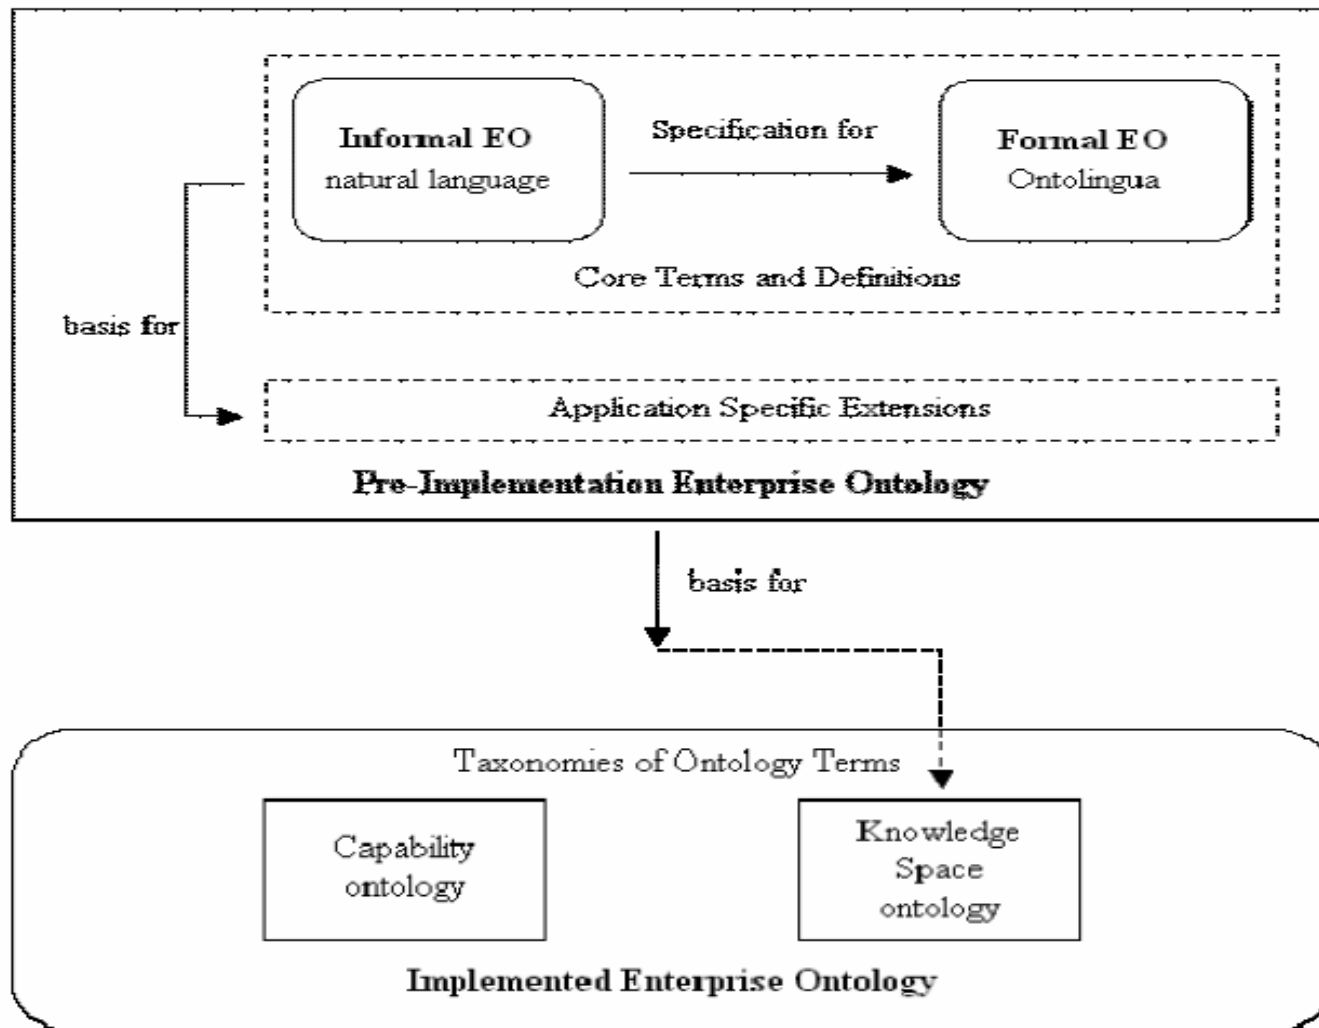 Informal EO
natural language
Specification for
Formal EO
Ontolingua
Core Terms and Definitions
basis for
Application Specific Extensions
Pre-Implementation Enterprise Ontology
basis for
Taxonomies of Ontology Terms
Capability
ontology
Knowledge
Space
ontology
Implemented Enterprise Ontology